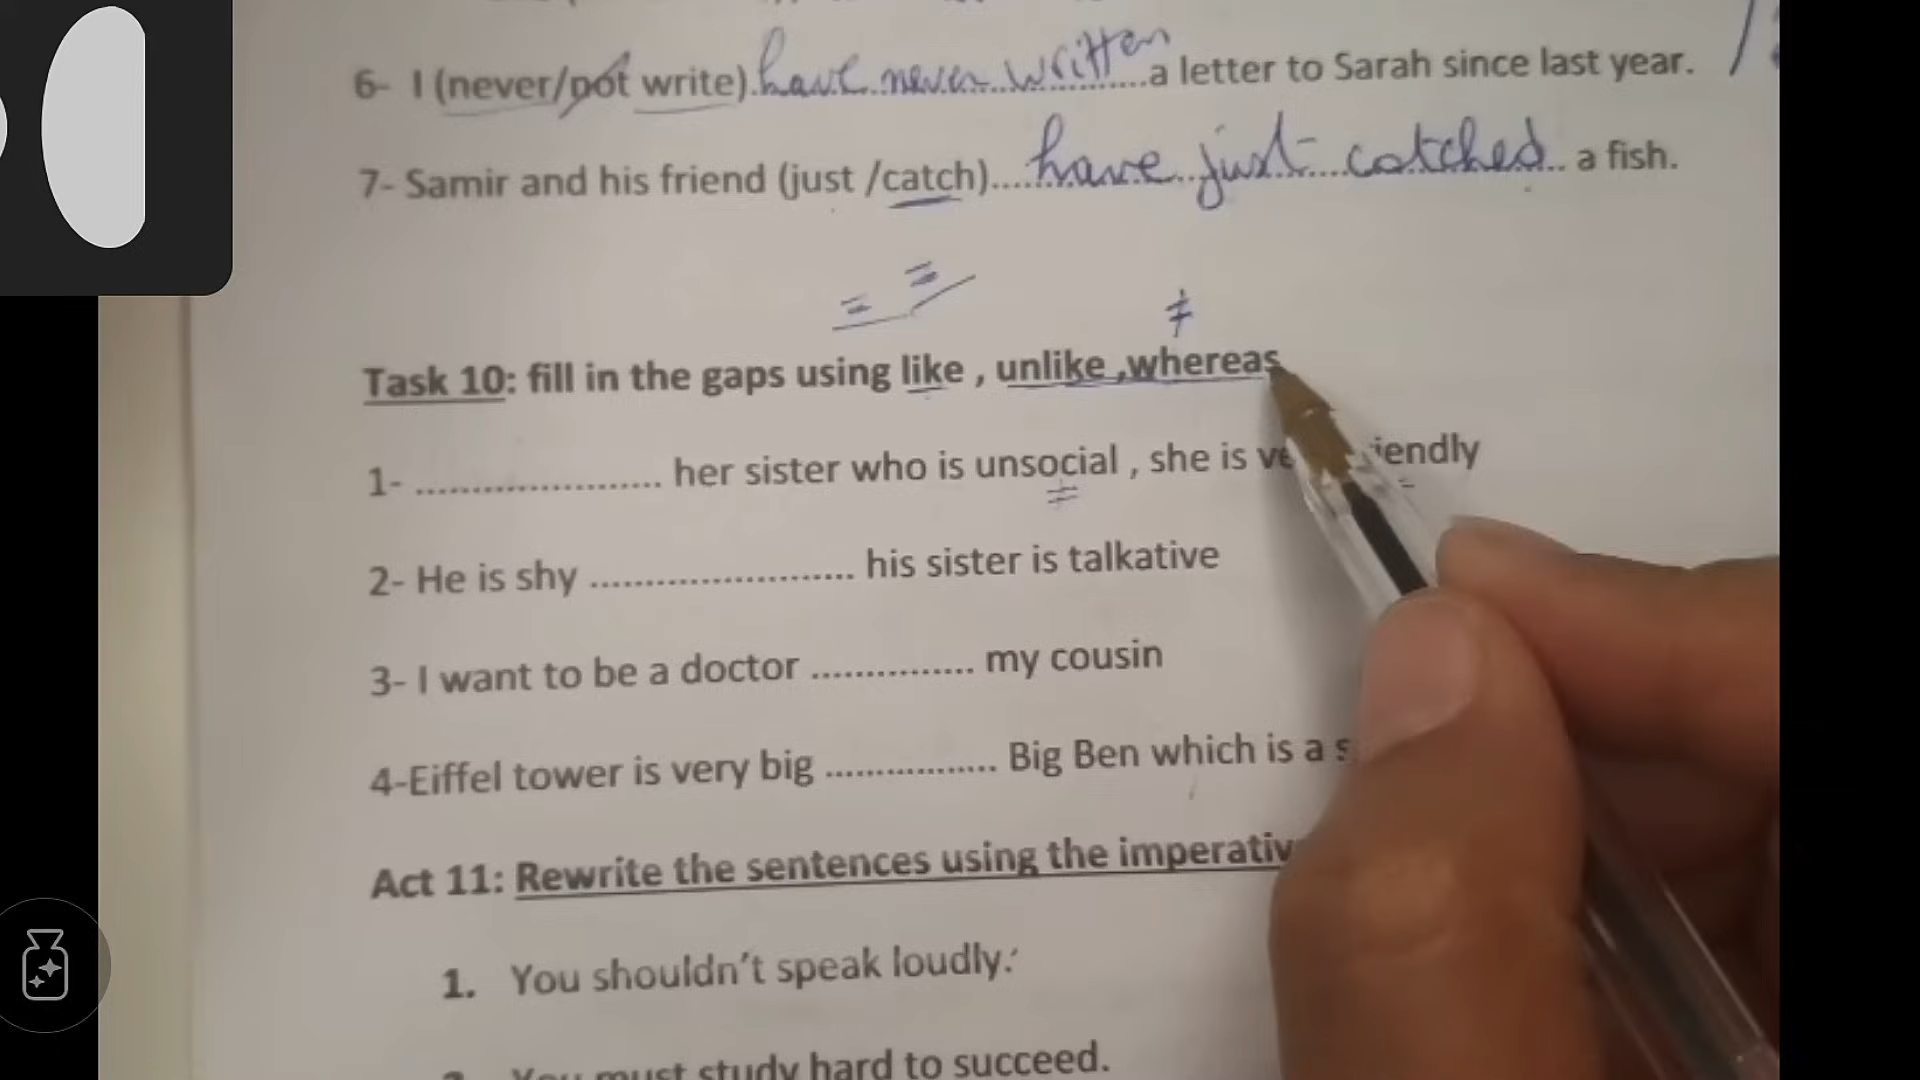 6- I (never/not write) have never written a letter to Sarah since last year.
7- Samir and his friend (just /catch).... have just catched .. a fish.
= =
≠
Task 10: fill in the gaps using like , unlike ,whereas
1- ...................... her sister who is unsocial , she is iendly
2- He is shy ........................ his sister is talkative
3- I want to be a doctor ............... my cousin
4-Eiffel tower is very big ................. Big Ben which is a
Act 11: Rewrite the sentences using the
1. You shouldn't speak loudly.
must study hard to succeed.